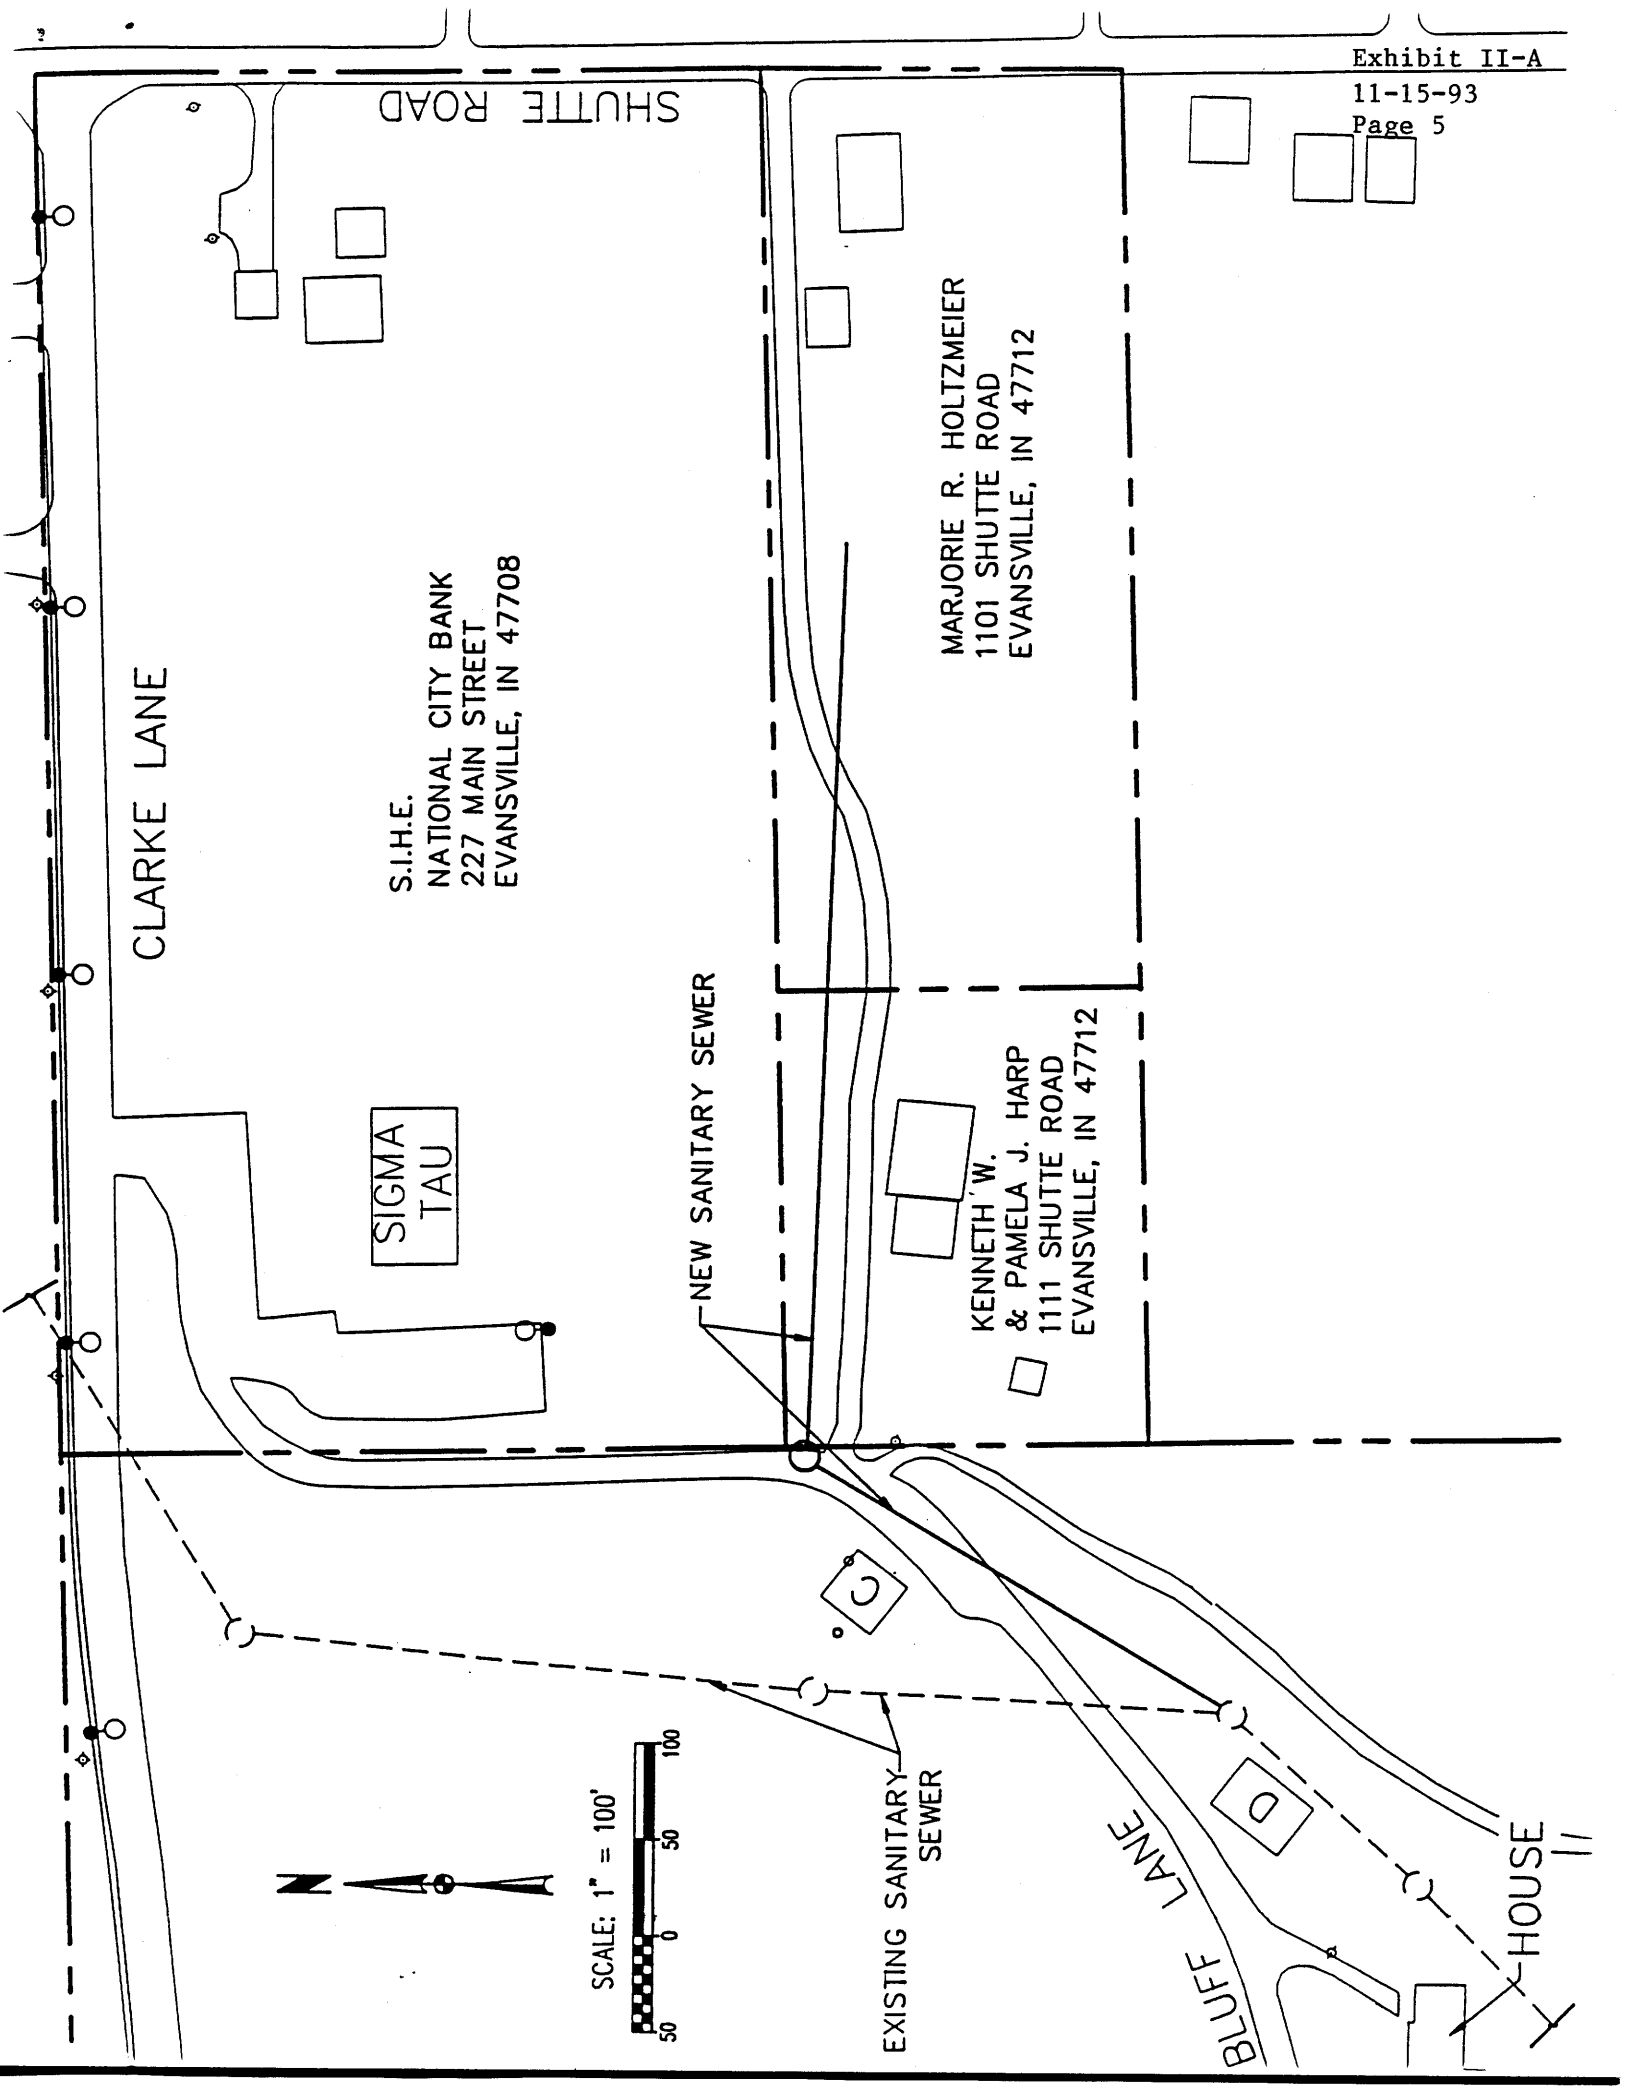 Exhibit II-A
11-15-93
Page 5
SHUTTE ROAD
CLARKE LANE
S.I.H.E.
NATIONAL CITY BANK
227 MAIN STREET
EVANSVILLE, IN 47708
MARJORIE R. HOLTZMEIER
1101 SHUTTE ROAD
EVANSVILLE, IN 47712
SIGMA
TAU
NEW SANITARY SEWER
KENNETH W.
& PAMELA J. HARP
1111 SHUTTE ROAD
EVANSVILLE, IN 47712
C
D
N
SCALE: 1" = 100'
50 0 50 100
EXISTING SANITARY
SEWER
BLUFF LANE
HOUSE